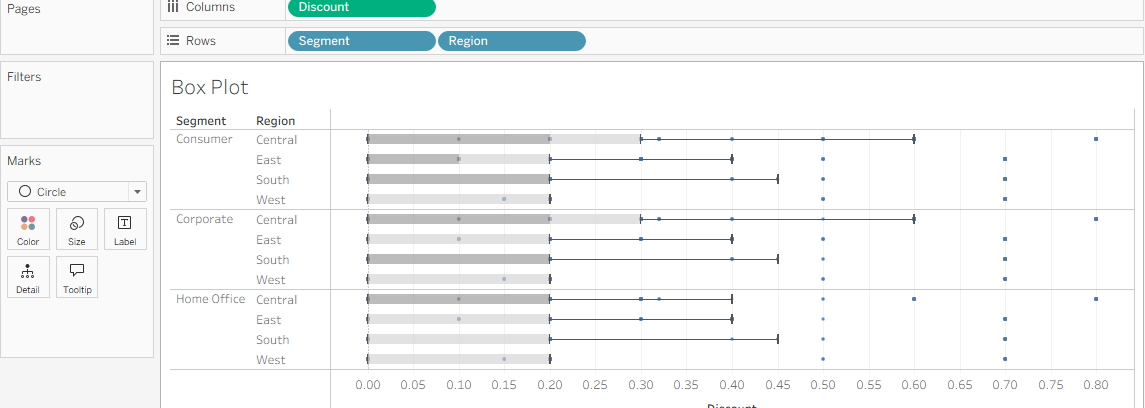 Pages
Columns Discount
Rows Segment Region
Filters
Marks
Circle
Color Size Label
Detail Tooltip
Box Plot
Segment Region
Consumer Central
East
South
West
Corporate Central
East
South
West
Home Office Central
East
South
West
0.00 0.05 0.10 0.15 0.20 0.25 0.30 0.35 0.40 0.45 0.50 0.55 0.60 0.65 0.70 0.75 0.80
Discount